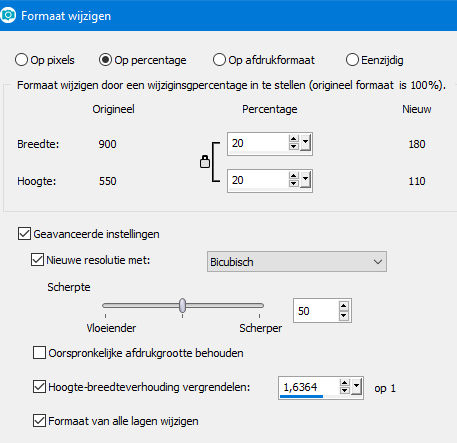 Formaat wijzigen
Op pixels Op percentage Op afdrukformaat Eenzijdig
Formaat wijzigen door een wijziginsgpercentage in te stellen (origineel formaat is 100%).
Origineel Percentage Nieuw
Breedte: 900 20 180
Hoogte: 550 20 110
Geavanceerde instellingen
Nieuwe resolutie met: Bicubisch
Scherpte
50
Vloeiender Scherper
Oorspronkelijke afdrukgrootte behouden
Hoogte-breedteverhouding vergrendelen: 1,6364 op 1
Formaat van alle lagen wijzigen